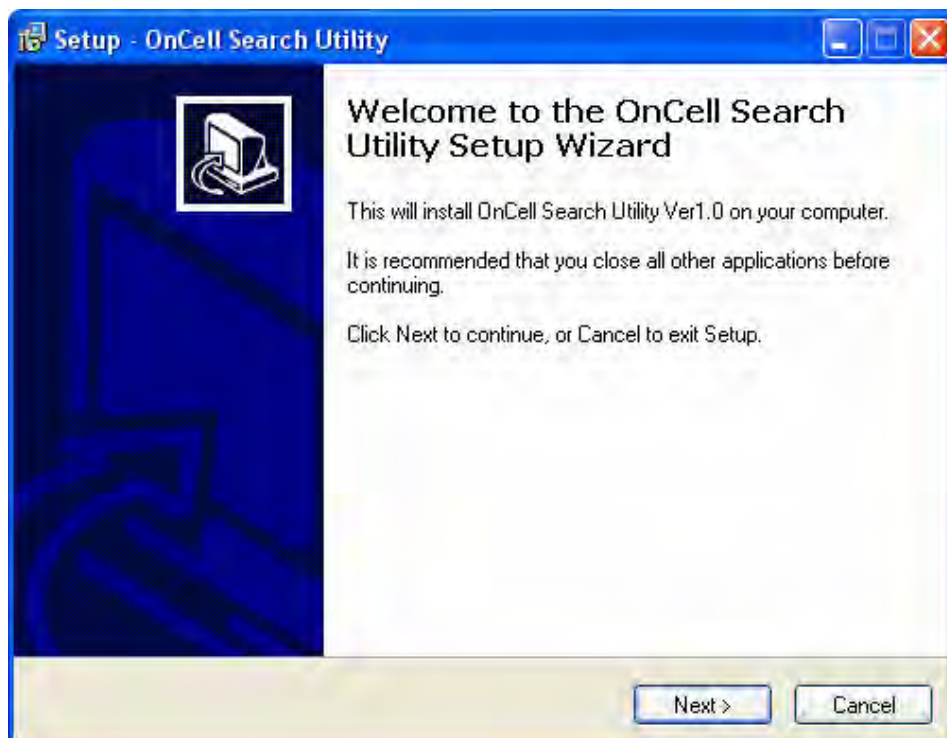 Setup - OnCell Search Utility
Welcome to the OnCell Search
Utility Setup Wizard
This will install OnCell Search Utility Ver1.0 on your computer.
It is recommended that you close all other applications before
continuing.
Click Next to continue, or Cancel to exit Setup.
Next >
Cancel